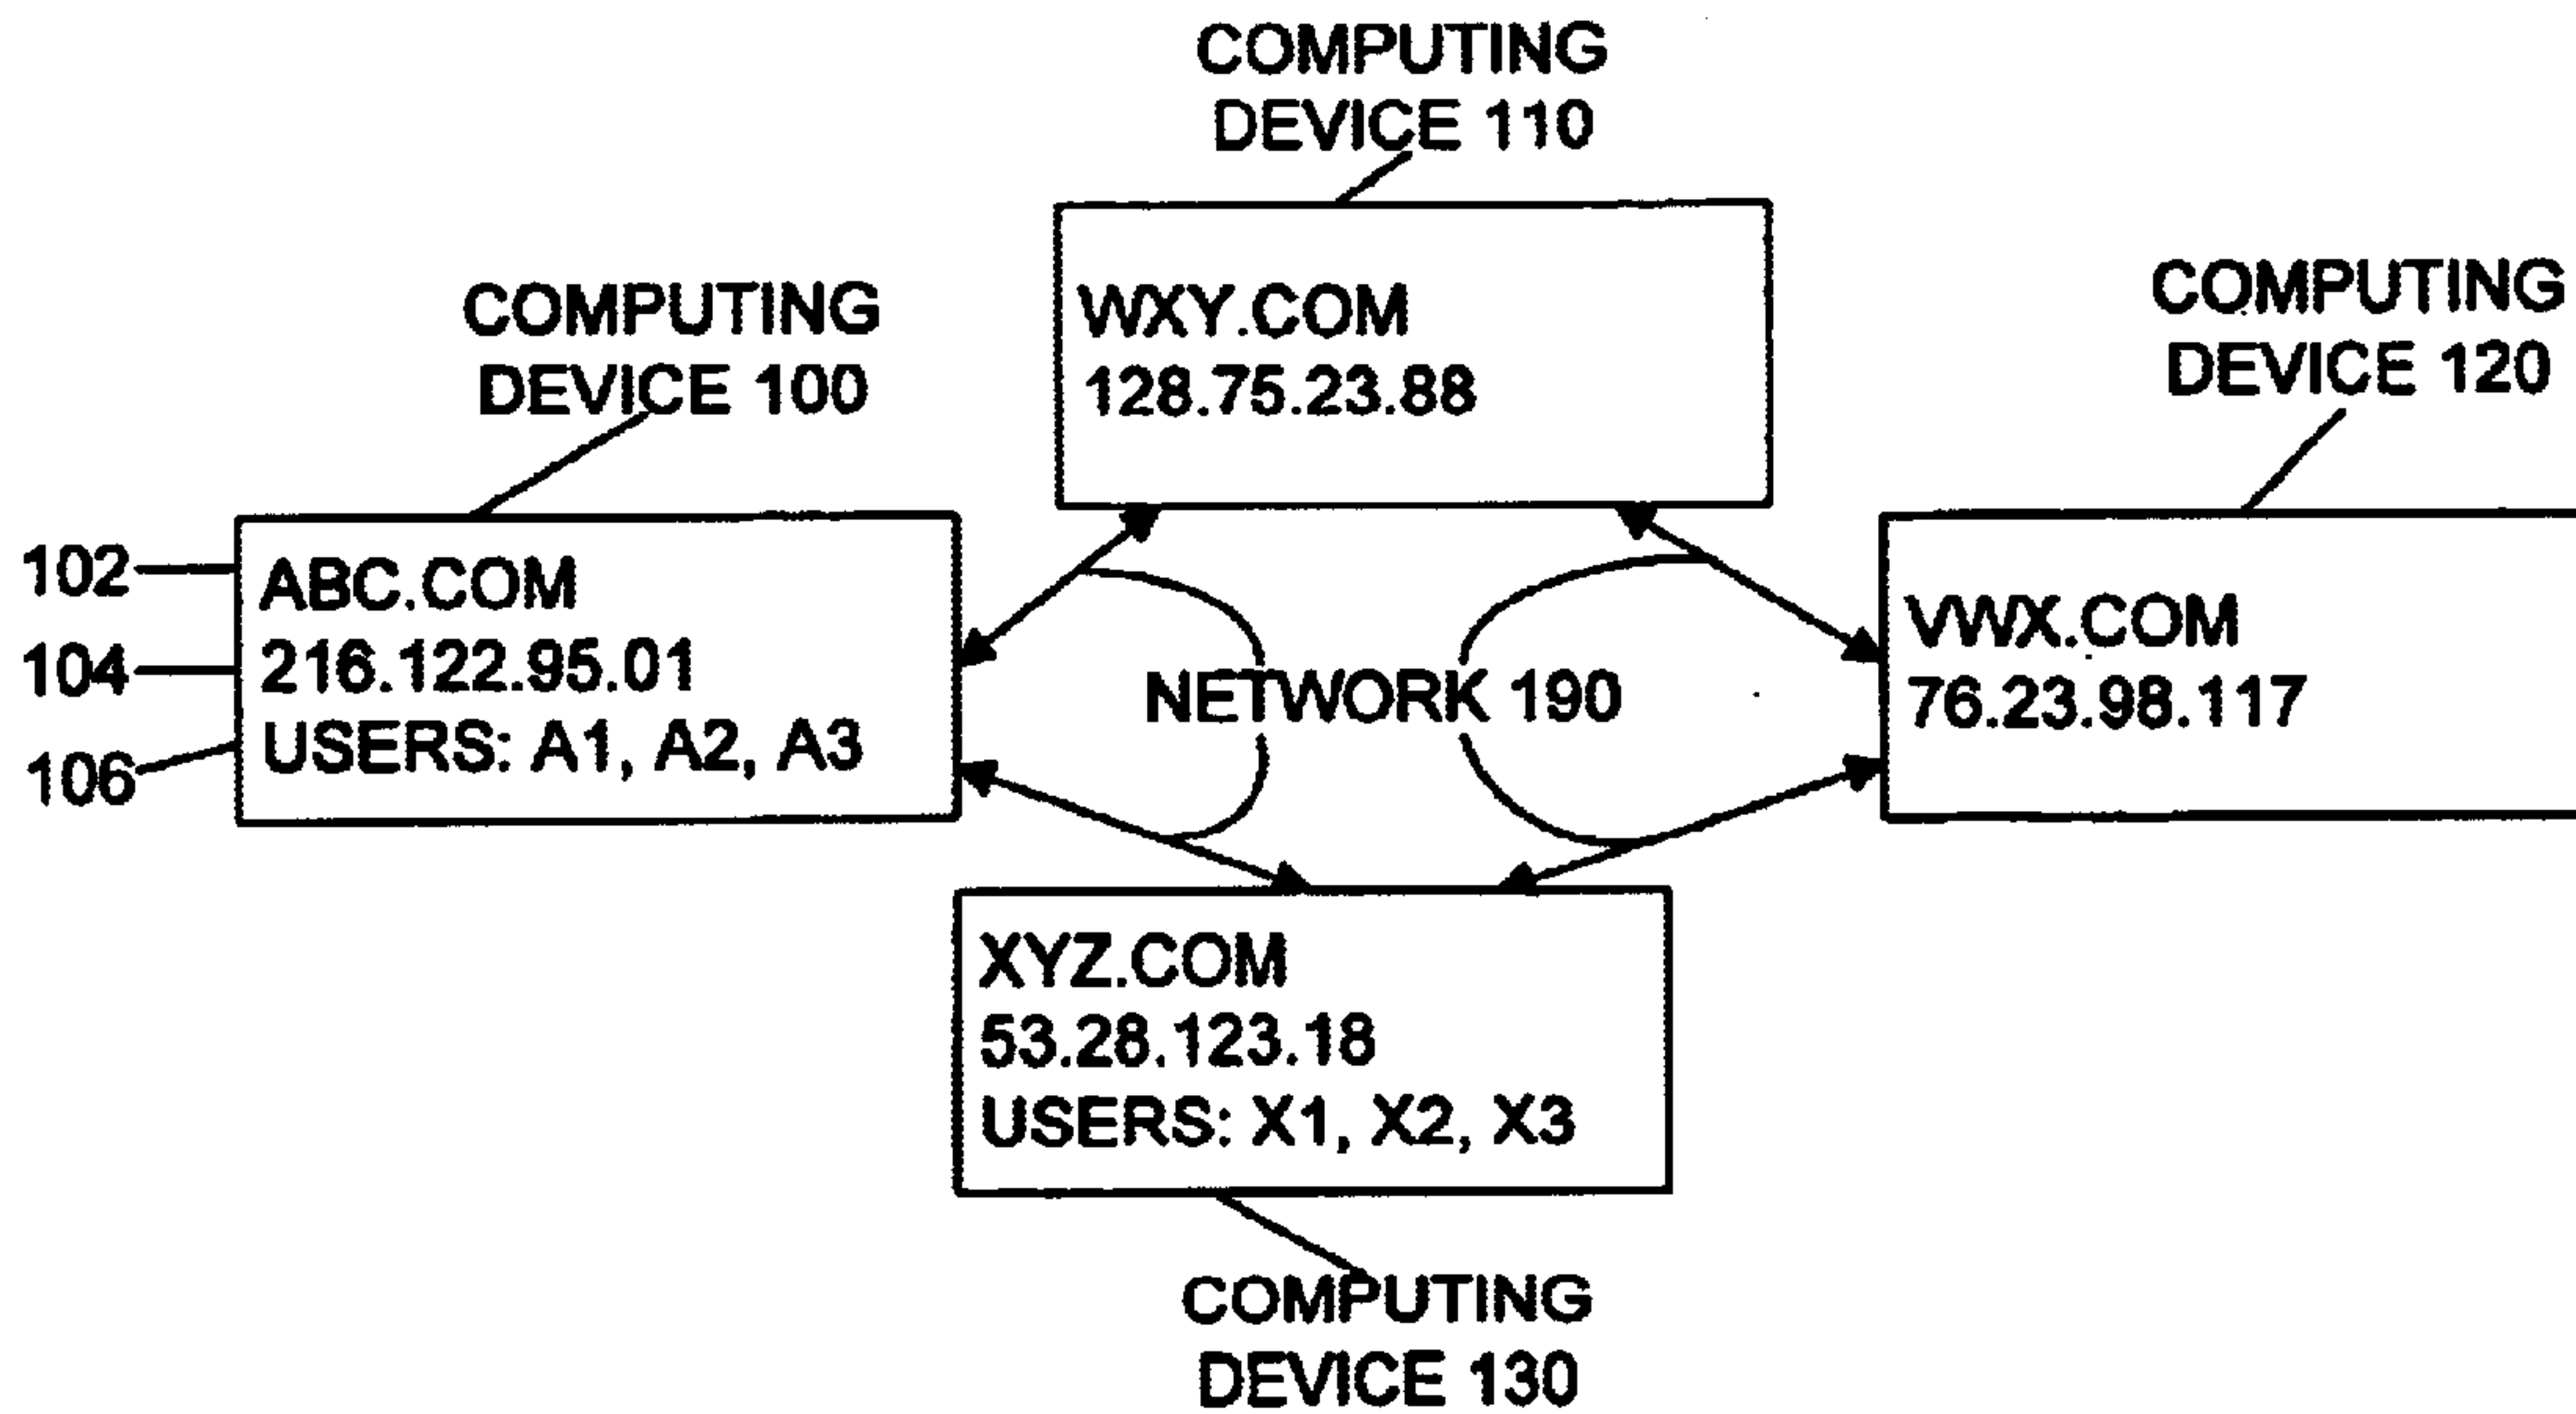 COMPUTING
DEVICE 110
WXY.COM
128.75.23.88
COMPUTING
DEVICE 100
102
ABC.COM
104
216.122.95.01
106
USERS: A1, A2, A3
COMPUTING
DEVICE 120
VWX.COM
76.23.98.117
NETWORK 190
XYZ.COM
53.28.123.18
USERS: X1, X2, X3
COMPUTING
DEVICE 130